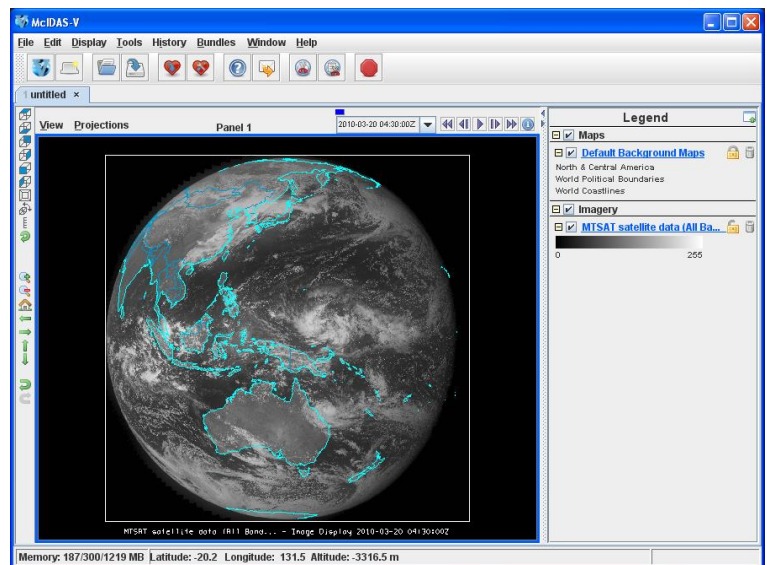 McIDAS-V
File Edit Display Tools History Bundles Window Help
1 untitled ×
View Projections Panel 1 2010-03-20 04:30:00Z
Legend
Maps
Default Background Maps
North & Central America
World Political Boundaries
World Coastlines
Imagery
MTSAT satellite data (All Ba...
0 255
MTSAT satellite data (All Band... - Image Display 2010-03-20 04:30:00Z
Memory: 187/300/1219 MB Latitude: -20.2 Longitude: 131.5 Altitude: -3316.5 m